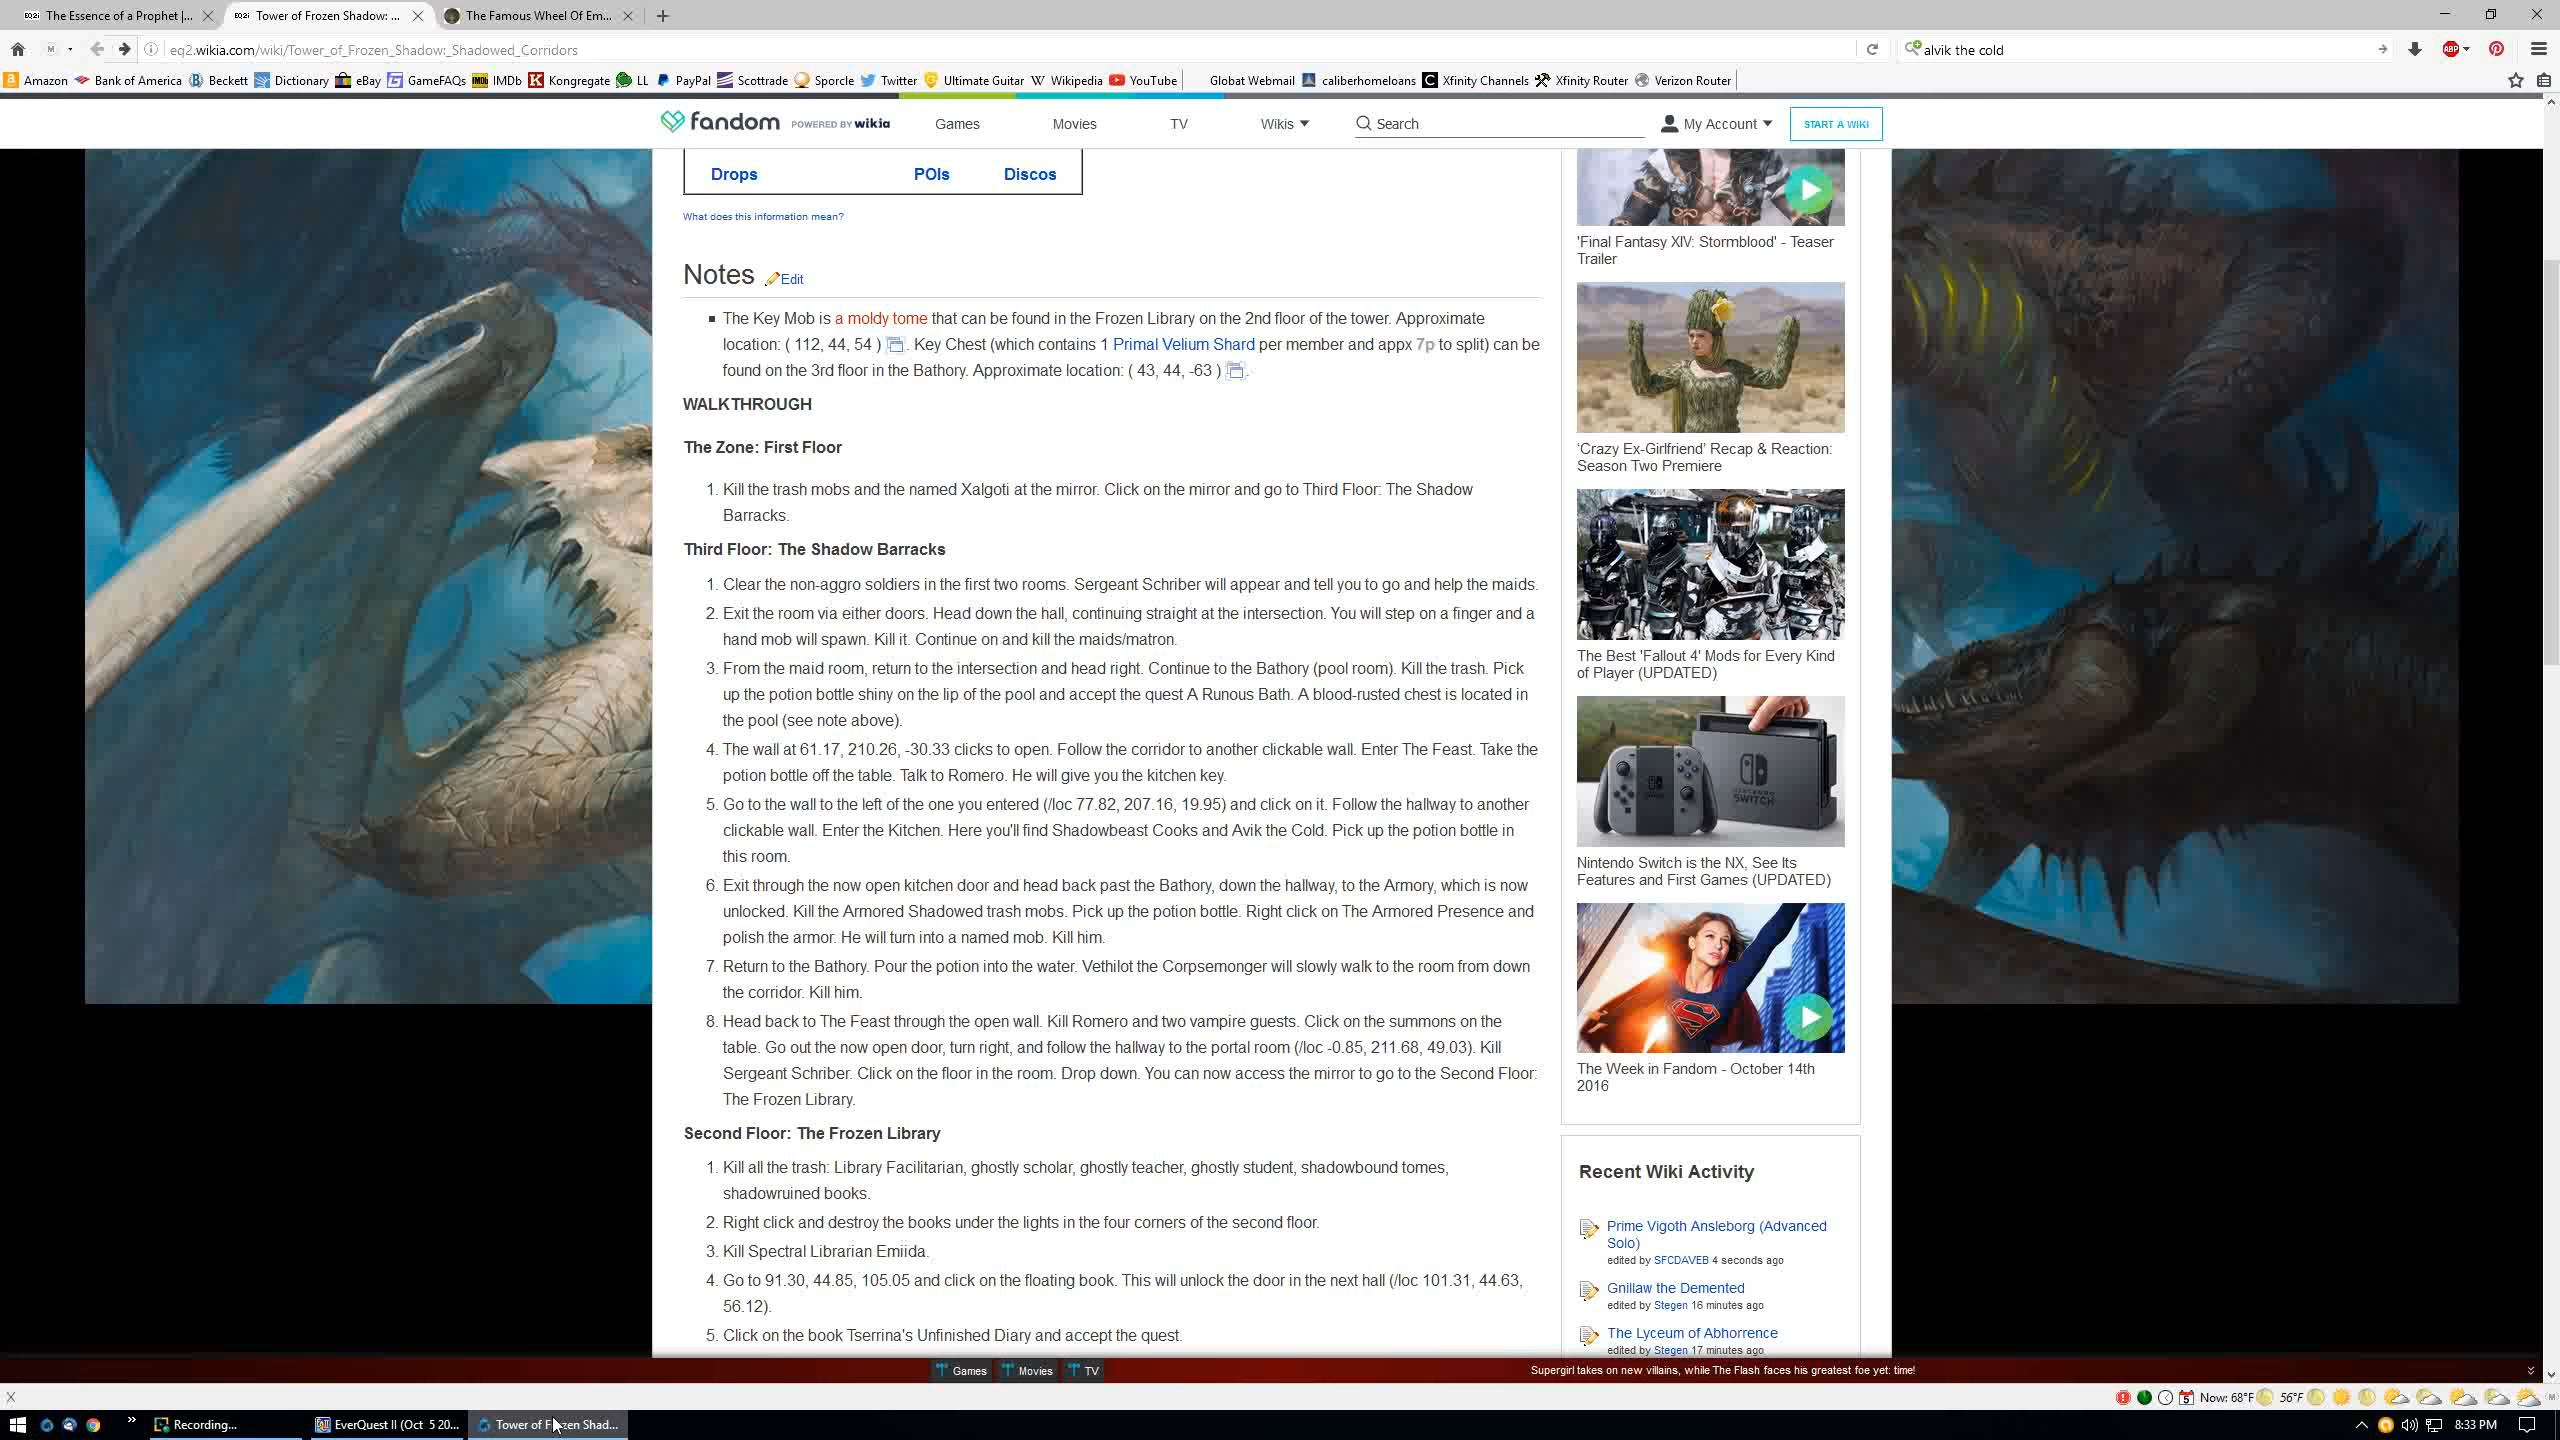 The Essence of a Prophet |...
Tower of Frozen Shadow: ...
The Famous Wheel Of Em...
eq2.wikia.com/wiki/Tower_of_Frozen_Shadow:_Shadowed_Corridors
alvik the cold
ABP
Amazon Bank of America Beckett Dictionary eBay GameFAQs IMDb Kongregate LL PayPal Scottrade Sporcle Twitter Ultimate Guitar Wikipedia YouTube Globat Webmail caliberhomeloans Xfinity Channels Xfinity Router Verizon Router
fandom POWERED BY wikia Games Movies TV Wikis Search My Account START A WIKI
Drops POIs Discos
What does this information mean?
Notes Edit
The Key Mob is a moldy tome that can be found in the Frozen Library on the 2nd floor of the tower. Approximate
location: ( 112, 44, 54 ) . Key Chest (which contains 1 Primal Velium Shard per member and appx 7p to split) can be
found on the 3rd floor in the Bathory. Approximate location: ( 43, 44, -63 ) .
WALKTHROUGH
The Zone: First Floor
1. Kill the trash mobs and the named Xalgoti at the mirror. Click on the mirror and go to Third Floor: The Shadow
Barracks.
Third Floor: The Shadow Barracks
1. Clear the non-aggro soldiers in the first two rooms. Sergeant Schriber will appear and tell you to go and help the maids.
2. Exit the room via either doors. Head down the hall, continuing straight at the intersection. You will step on a finger and a
hand mob will spawn. Kill it. Continue on and kill the maids/matron.
3. From the maid room, return to the intersection and head right. Continue to the Bathory (pool room). Kill the trash. Pick
up the potion bottle shiny on the lip of the pool and accept the quest A Runous Bath. A blood-rusted chest is located in
the pool (see note above).
4. The wall at 61.17, 210.26, -30.33 clicks to open. Follow the corridor to another clickable wall. Enter The Feast. Take the
potion bottle off the table. Talk to Romero. He will give you the kitchen key.
5. Go to the wall to the left of the one you entered (/loc 77.82, 207.16, 19.95) and click on it. Follow the hallway to another
clickable wall. Enter the Kitchen. Here you'll find Shadowbeast Cooks and Avik the Cold. Pick up the potion bottle in
this room.
6. Exit through the now open kitchen door and head back past the Bathory, down the hallway, to the Armory, which is now
unlocked. Kill the Armored Shadowed trash mobs. Pick up the potion bottle. Right click on The Armored Presence and
polish the armor. He will turn into a named mob. Kill him.
7. Return to the Bathory. Pour the potion into the water. Vethilot the Corpsemonger will slowly walk to the room from down
the corridor. Kill him.
8. Head back to The Feast through the open wall. Kill Romero and two vampire guests. Click on the summons on the
table. Go out the now open door, turn right, and follow the hallway to the portal room (/loc -0.85, 211.68, 49.03). Kill
Sergeant Schriber. Click on the floor in the room. Drop down. You can now access the mirror to go to the Second Floor:
The Frozen Library.
Second Floor: The Frozen Library
1. Kill all the trash: Library Facilitarian, ghostly scholar, ghostly teacher, ghostly student, shadowbound tomes,
shadowruined books.
2. Right click and destroy the books under the lights in the four corners of the second floor.
3. Kill Spectral Librarian Emiida.
4. Go to 91.30, 44.85, 105.05 and click on the floating book. This will unlock the door in the next hall (/loc 101.31, 44.63,
56.12).
5. Click on the book Tserrina's Unfinished Diary and accept the quest.
'Final Fantasy XIV: Stormblood' - Teaser
Trailer
'Crazy Ex-Girlfriend' Recap & Reaction:
Season Two Premiere
The Best 'Fallout 4' Mods for Every Kind
of Player (UPDATED)
NINTENDO
SWITCH
Nintendo Switch is the NX, See Its
Features and First Games (UPDATED)
The Week in Fandom - October 14th
2016
Recent Wiki Activity
Prime Vigoth Ansleborg (Advanced
Solo)
edited by SFCDAVEB 4 seconds ago
Gnillaw the Demented
edited by Stegen 16 minutes ago
The Lyceum of Abhorrence
edited by Stegen 17 minutes ago
Games Movies TV
Supergirl takes on new villains, while The Flash faces his greatest foe yet: time!
Now: 68°F 56°F
Recording...
EverQuest II (Oct 5 20...
Tower of Frozen Shad...
8:33 PM